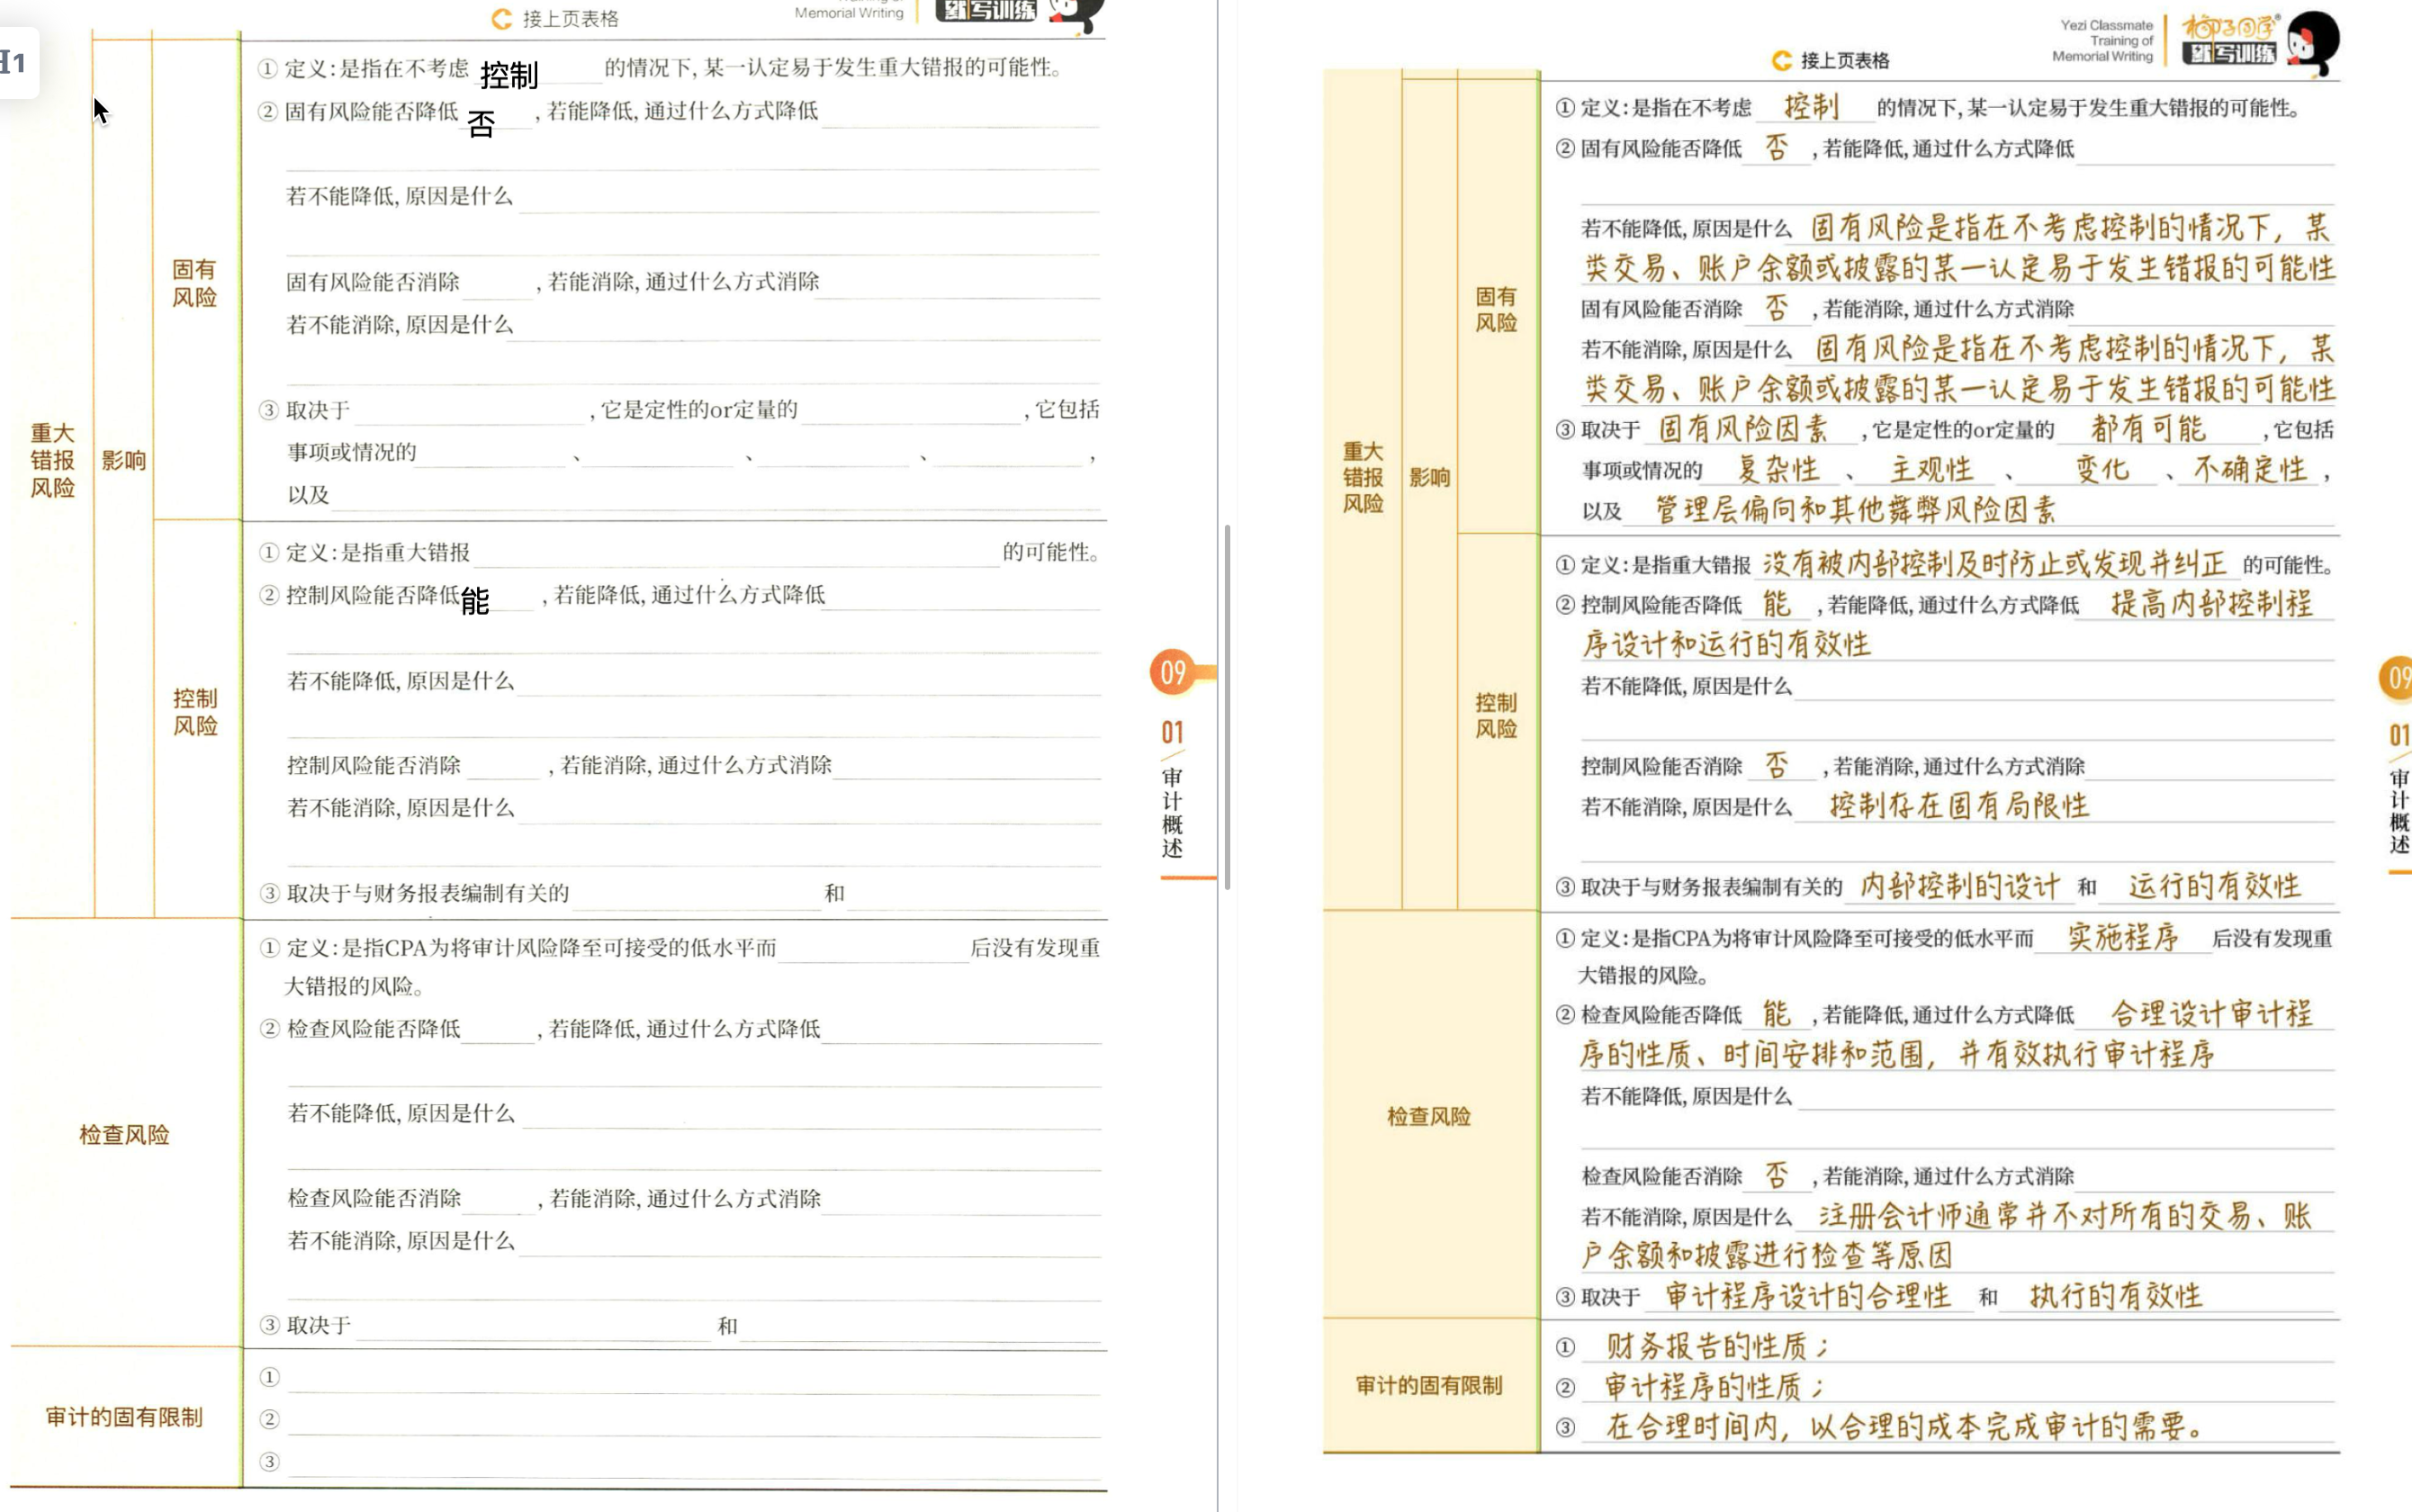 H1
接上页表格
Memorial Writing
默写训练
① 定义:是指在不考虑 控制 的情况下,某一认定易于发生重大错报的可能性。
② 固有风险能否降低 否 ,若能降低,通过什么方式降低
若不能降低,原因是什么
固有风险能否消除 ,若能消除,通过什么方式消除
若不能消除,原因是什么
③ 取决于 ,它是定性的or定量的 ,它包括
事项或情况的 、 、 、 ,
以及
固有
风险
重大
错报
风险
影响
① 定义:是指重大错报 的可能性。
② 控制风险能否降低 能 ,若能降低,通过什么方式降低
若不能降低,原因是什么
控制风险能否消除 ,若能消除,通过什么方式消除
若不能消除,原因是什么
③ 取决于与财务报表编制有关的 和
控制
风险
① 定义:是指CPA为将审计风险降至可接受的低水平而 后没有发现重
大错报的风险。
② 检查风险能否降低 ,若能降低,通过什么方式降低
若不能降低,原因是什么
检查风险能否消除 ,若能消除,通过什么方式消除
若不能消除,原因是什么
③ 取决于 和
检查风险
①
②
③
审计的固有限制
09
01
审计概述
接上页表格
Yezi Classmate
Training of
Memorial Writing
椰子同学®
默写训练
① 定义:是指在不考虑 控制 的情况下,某一认定易于发生重大错报的可能性。
② 固有风险能否降低 否 ,若能降低,通过什么方式降低
若不能降低,原因是什么 固有风险是指在不考虑控制的情况下，某
类交易、账户余额或披露的某一认定易于发生错报的可能性
固有风险能否消除 否 ,若能消除,通过什么方式消除
若不能消除,原因是什么 固有风险是指在不考虑控制的情况下，某
类交易、账户余额或披露的某一认定易于发生错报的可能性
③ 取决于 固有风险因素 ,它是定性的or定量的 都有可能 ,它包括
事项或情况的 复杂性 、 主观性 、 变化 、 不确定性 ,
以及 管理层偏向和其他舞弊风险因素
固有
风险
重大
错报
风险
影响
① 定义:是指重大错报 没有被内部控制及时防止或发现并纠正 的可能性。
② 控制风险能否降低 能 ,若能降低,通过什么方式降低 提高内部控制程
序设计和运行的有效性
若不能降低,原因是什么
控制风险能否消除 否 ,若能消除,通过什么方式消除
若不能消除,原因是什么 控制存在固有局限性
③ 取决于与财务报表编制有关的 内部控制的设计 和 运行的有效性
控制
风险
① 定义:是指CPA为将审计风险降至可接受的低水平而 实施程序 后没有发现重
大错报的风险。
② 检查风险能否降低 能 ,若能降低,通过什么方式降低 合理设计审计程
序的性质、时间安排和范围，并有效执行审计程序
若不能降低,原因是什么
检查风险能否消除 否 ,若能消除,通过什么方式消除
若不能消除,原因是什么 注册会计师通常并不对所有的交易、账
户余额和披露进行检查等原因
③ 取决于 审计程序设计的合理性 和 执行的有效性
检查风险
① 财务报告的性质；
② 审计程序的性质；
③ 在合理时间内，以合理的成本完成审计的需要。
审计的固有限制
09
01
审计概述